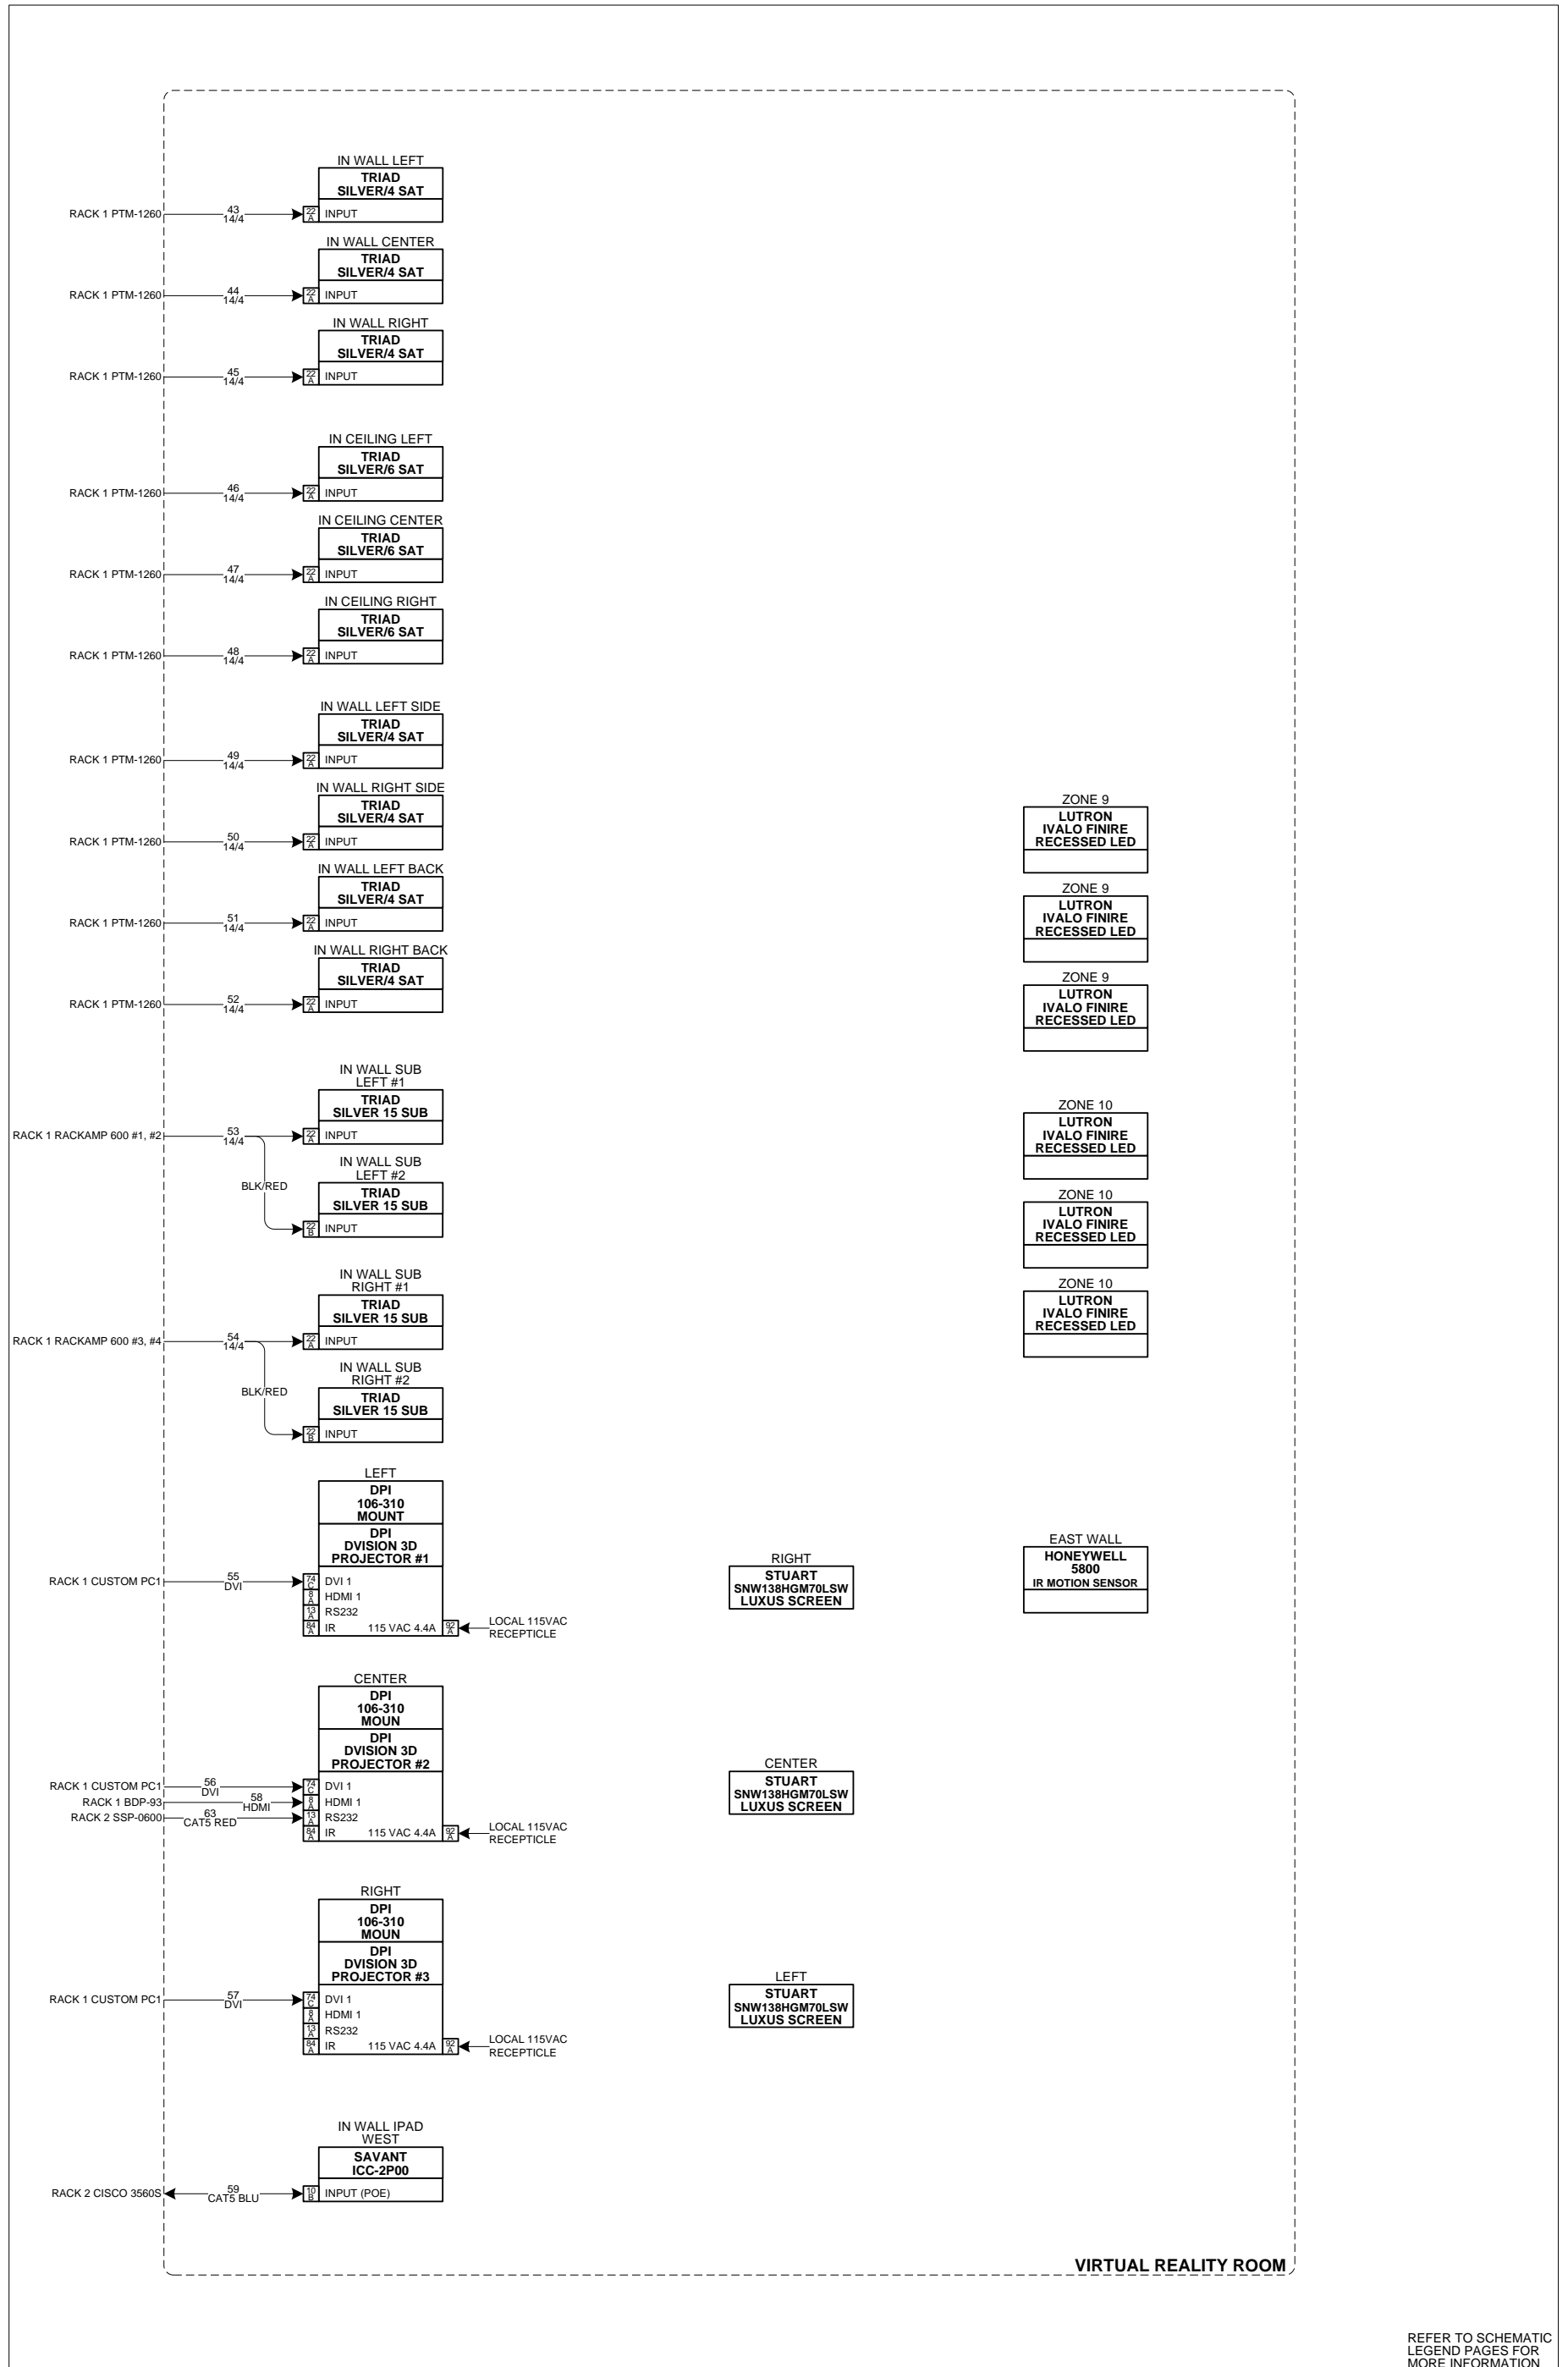 IN WALL LEFT
TRIAD
SILVER/4 SAT
RACK 1 PTM-1260
43
14/4
22
A
INPUT
IN WALL CENTER
TRIAD
SILVER/4 SAT
RACK 1 PTM-1260
44
14/4
22
A
INPUT
IN WALL RIGHT
TRIAD
SILVER/4 SAT
RACK 1 PTM-1260
45
14/4
22
A
INPUT
IN CEILING LEFT
TRIAD
SILVER/6 SAT
RACK 1 PTM-1260
46
14/4
22
A
INPUT
IN CEILING CENTER
TRIAD
SILVER/6 SAT
RACK 1 PTM-1260
47
14/4
22
A
INPUT
IN CEILING RIGHT
TRIAD
SILVER/6 SAT
RACK 1 PTM-1260
48
14/4
22
A
INPUT
IN WALL LEFT SIDE
TRIAD
SILVER/4 SAT
RACK 1 PTM-1260
49
14/4
22
A
INPUT
IN WALL RIGHT SIDE
TRIAD
SILVER/4 SAT
RACK 1 PTM-1260
50
14/4
22
A
INPUT
IN WALL LEFT BACK
TRIAD
SILVER/4 SAT
RACK 1 PTM-1260
51
14/4
22
A
INPUT
IN WALL RIGHT BACK
TRIAD
SILVER/4 SAT
RACK 1 PTM-1260
52
14/4
22
A
INPUT
IN WALL SUB
LEFT #1
TRIAD
SILVER 15 SUB
RACK 1 RACKAMP 600 #1, #2
53
14/4
22
A
INPUT
IN WALL SUB
LEFT #2
TRIAD
SILVER 15 SUB
BLK/RED
22
B
INPUT
IN WALL SUB
RIGHT #1
TRIAD
SILVER 15 SUB
RACK 1 RACKAMP 600 #3, #4
54
14/4
22
A
INPUT
IN WALL SUB
RIGHT #2
TRIAD
SILVER 15 SUB
BLK/RED
22
B
INPUT
LEFT
DPI
106-310
MOUNT
DPI
DVISION 3D
PROJECTOR #1
RACK 1 CUSTOM PC1
55
DVI
74
C
DVI 1
8
A
HDMI 1
13
A
RS232
84
A
IR
115 VAC 4.4A
92
A
LOCAL 115VAC
RECEPTICLE
CENTER
DPI
106-310
MOUN
DPI
DVISION 3D
PROJECTOR #2
RACK 1 CUSTOM PC1
56
DVI
74
C
DVI 1
RACK 1 BDP-93
58
HDMI
8
A
HDMI 1
RACK 2 SSP-0600
63
CAT5 RED
13
A
RS232
84
A
IR
115 VAC 4.4A
92
A
LOCAL 115VAC
RECEPTICLE
RIGHT
DPI
106-310
MOUN
DPI
DVISION 3D
PROJECTOR #3
RACK 1 CUSTOM PC1
57
DVI
74
C
DVI 1
8
A
HDMI 1
13
A
RS232
84
A
IR
115 VAC 4.4A
92
A
LOCAL 115VAC
RECEPTICLE
IN WALL IPAD
WEST
SAVANT
ICC-2P00
RACK 2 CISCO 3560S
59
CAT5 BLU
10
B
INPUT (POE)
RIGHT
STUART
SNW138HGM70LSW
LUXUS SCREEN
CENTER
STUART
SNW138HGM70LSW
LUXUS SCREEN
LEFT
STUART
SNW138HGM70LSW
LUXUS SCREEN
ZONE 9
LUTRON
IVALO FINIRE
RECESSED LED
ZONE 9
LUTRON
IVALO FINIRE
RECESSED LED
ZONE 9
LUTRON
IVALO FINIRE
RECESSED LED
ZONE 10
LUTRON
IVALO FINIRE
RECESSED LED
ZONE 10
LUTRON
IVALO FINIRE
RECESSED LED
ZONE 10
LUTRON
IVALO FINIRE
RECESSED LED
EAST WALL
HONEYWELL
5800
IR MOTION SENSOR
VIRTUAL REALITY ROOM
REFER TO SCHEMATIC
LEGEND PAGES FOR
MORE INFORMATION